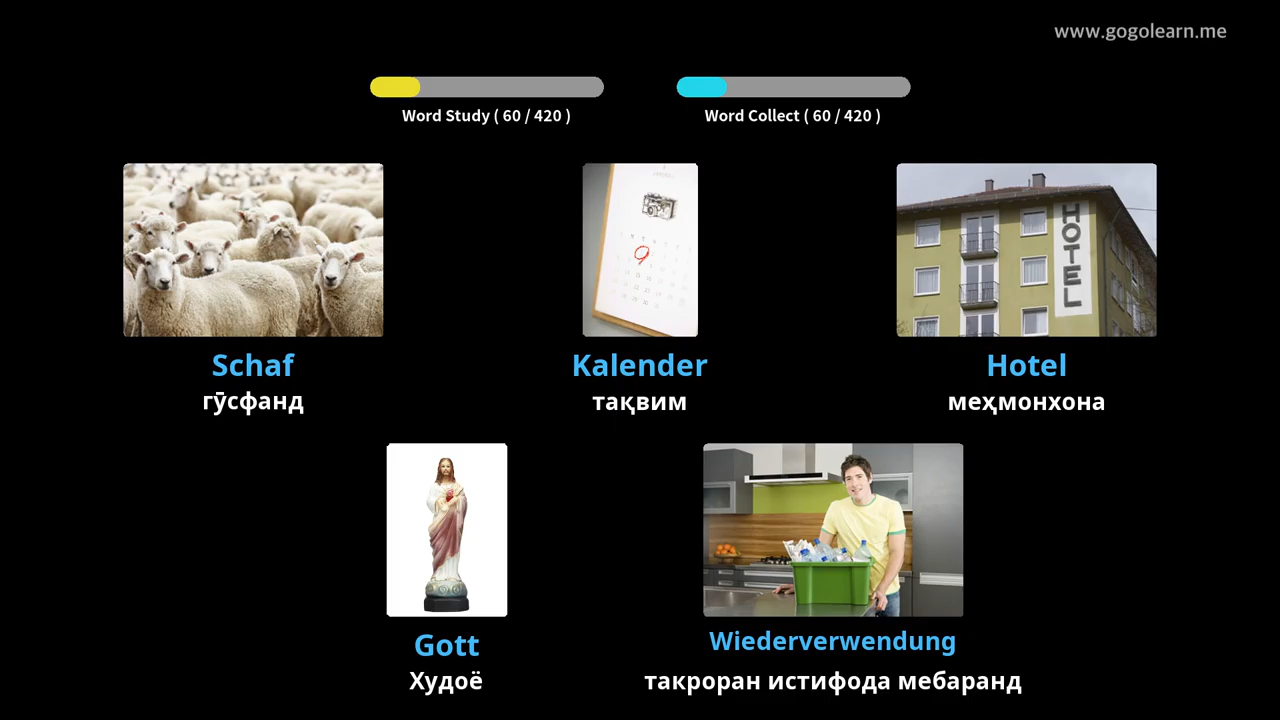 www.gogolearn.me
Word Study ( 60 / 420 )
Word Collect ( 60 / 420 )
HOTEL
9
Schaf
Kalender
Hotel
гӯсфанд
тақвим
меҳмонхона
Gott
Wiederverwendung
Худоё
такроран истифода мебаранд